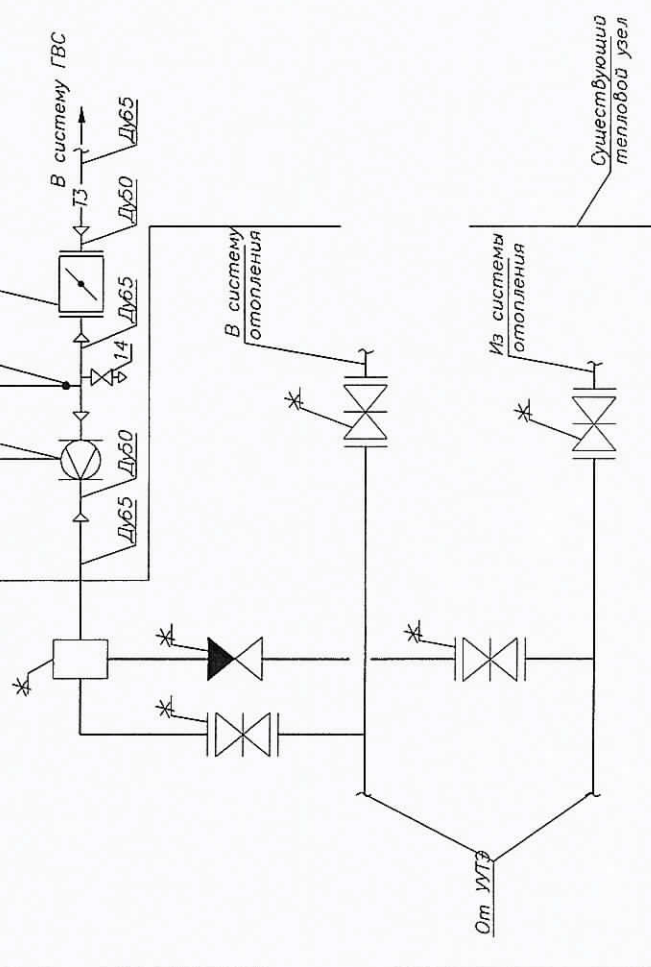 В систему ГВС
Т3
Ду65
Ду50
Ду65
14
Ду50
Ду65
В систему
отопления
Из системы
отопления
Существующий
тепловой узел
От УУТЭ
*
*
*
*
*
*